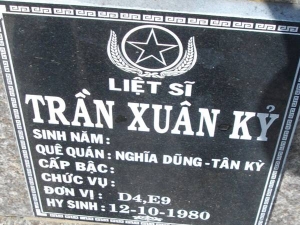 LIỆT SĨ
TRẦN XUÂN KỶ
SINH NĂM :
QUÊ QUÁN : NGHĨA DŨNG - TÂN KỲ
CẤP BẬC :
CHỨC VỤ :
ĐƠN VỊ : D4,E9
HY SINH : 12-10-1980